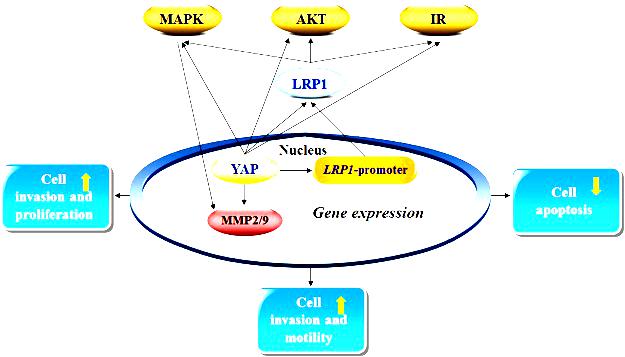 MAPK
AKT
IR
LRP1
Nucleus
YAP
LRP1-promoter
MMP2/9
Gene expression
Cell
invasion and
proliferation
Cell
apoptosis
Cell
invasion and
motility